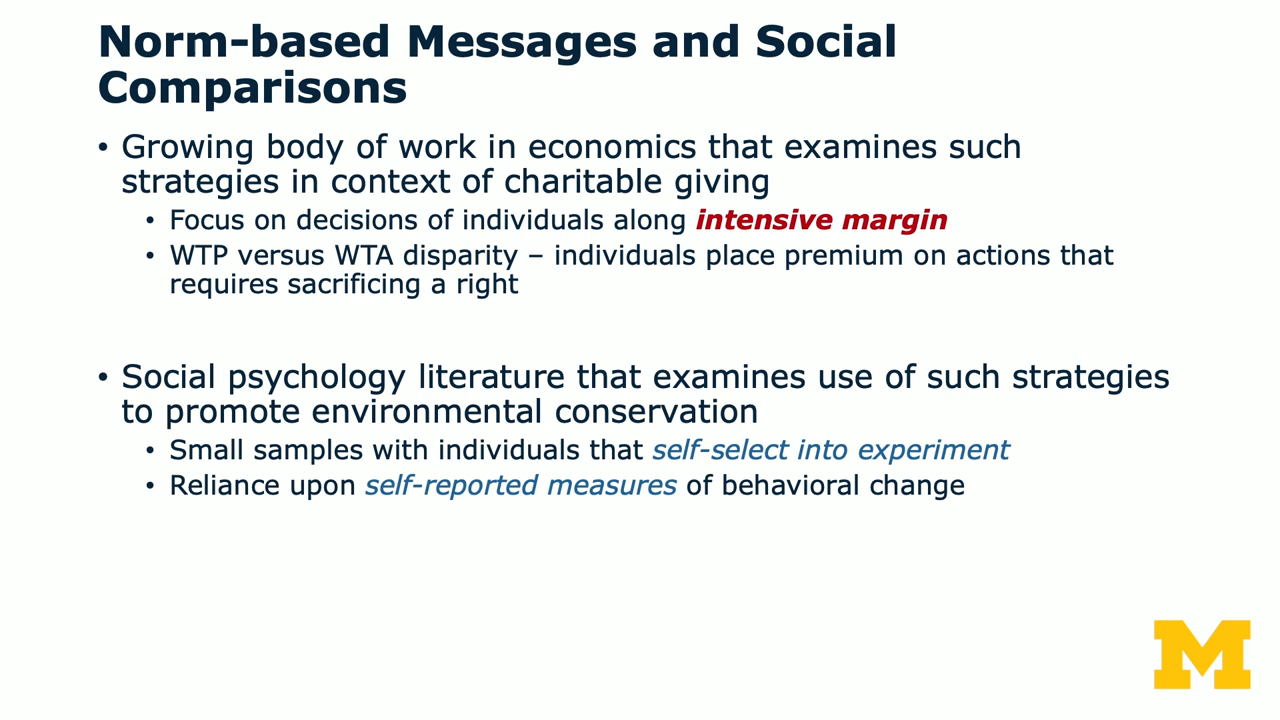 Norm-based Messages and Social
Comparisons
• Growing body of work in economics that examines such
strategies in context of charitable giving
• Focus on decisions of individuals along intensive margin
• WTP versus WTA disparity – individuals place premium on actions that
requires sacrificing a right
• Social psychology literature that examines use of such strategies
to promote environmental conservation
• Small samples with individuals that self-select into experiment
• Reliance upon self-reported measures of behavioral change
M